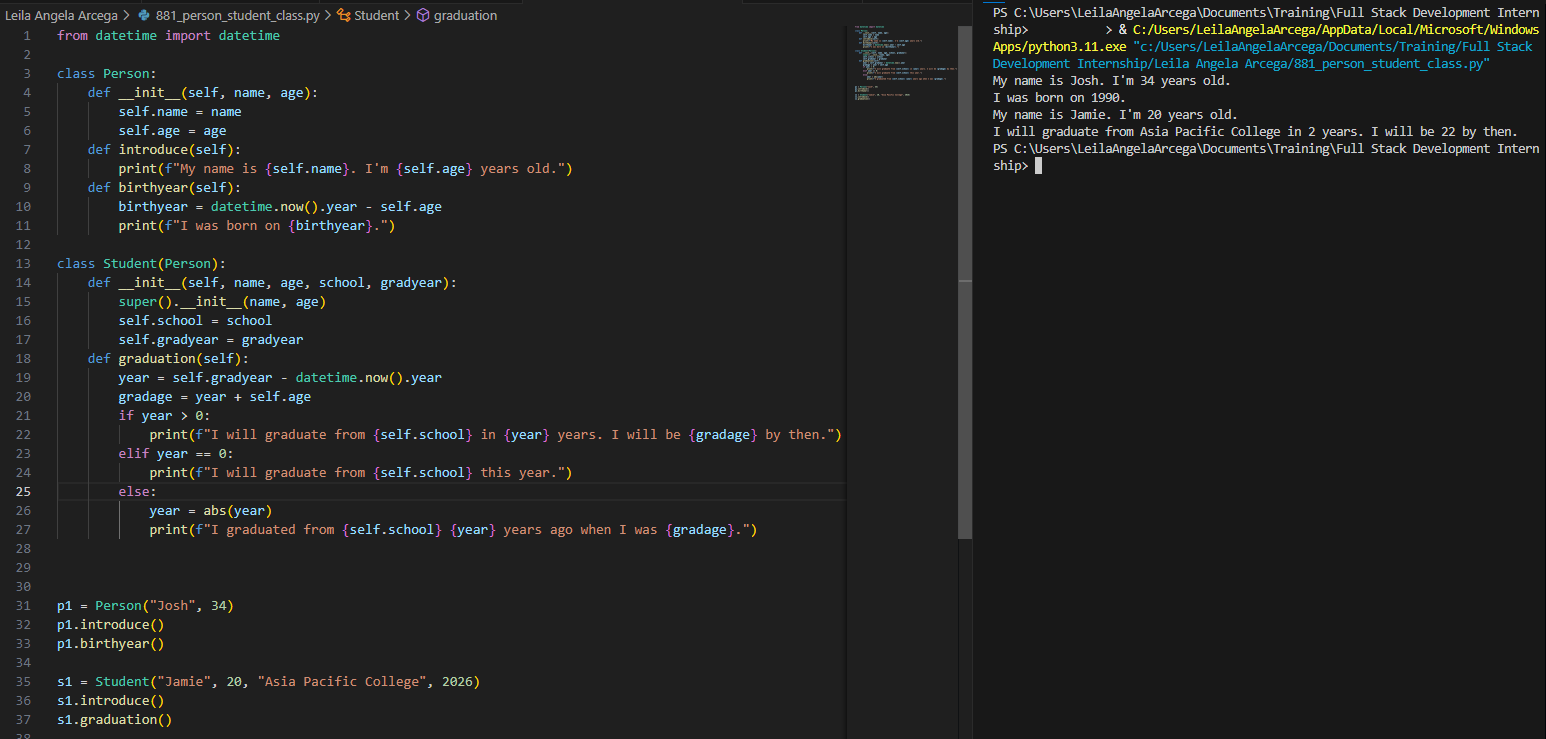 Leila Angela Arcega > 881_person_student_class.py > Student > graduation
1 from datetime import datetime
2
3 class Person:
4     def __init__(self, name, age):
5         self.name = name
6         self.age = age
7     def introduce(self):
8         print(f"My name is {self.name}. I'm {self.age} years old.")
9     def birthyear(self):
10         birthyear = datetime.now().year - self.age
11         print(f"I was born on {birthyear}.")
12
13 class Student(Person):
14     def __init__(self, name, age, school, gradyear):
15         super().__init__(name, age)
16         self.school = school
17         self.gradyear = gradyear
18     def graduation(self):
19         year = self.gradyear - datetime.now().year
20         gradage = year + self.age
21         if year > 0:
22             print(f"I will graduate from {self.school} in {year} years. I will be {gradage} by then.")
23         elif year == 0:
24             print(f"I will graduate from {self.school} this year.")
25         else:
26             year = abs(year)
27             print(f"I graduated from {self.school} {year} years ago when I was {gradage}.")
28
29
30
31 p1 = Person("Josh", 34)
32 p1.introduce()
33 p1.birthyear()
34
35 s1 = Student("Jamie", 20, "Asia Pacific College", 2026)
36 s1.introduce()
37 s1.graduation()
38
PS C:\Users\LeilaAngelaArcega\Documents\Training\Full Stack Development Intern
ship>          > & C:/Users/LeilaAngelaArcega/AppData/Local/Microsoft/Windows
Apps/python3.11.exe "c:/Users/LeilaAngelaArcega/Documents/Training/Full Stack
Development Internship/Leila Angela Arcega/881_person_student_class.py"
My name is Josh. I'm 34 years old.
I was born on 1990.
My name is Jamie. I'm 20 years old.
I will graduate from Asia Pacific College in 2 years. I will be 22 by then.
PS C:\Users\LeilaAngelaArcega\Documents\Training\Full Stack Development Intern
ship>